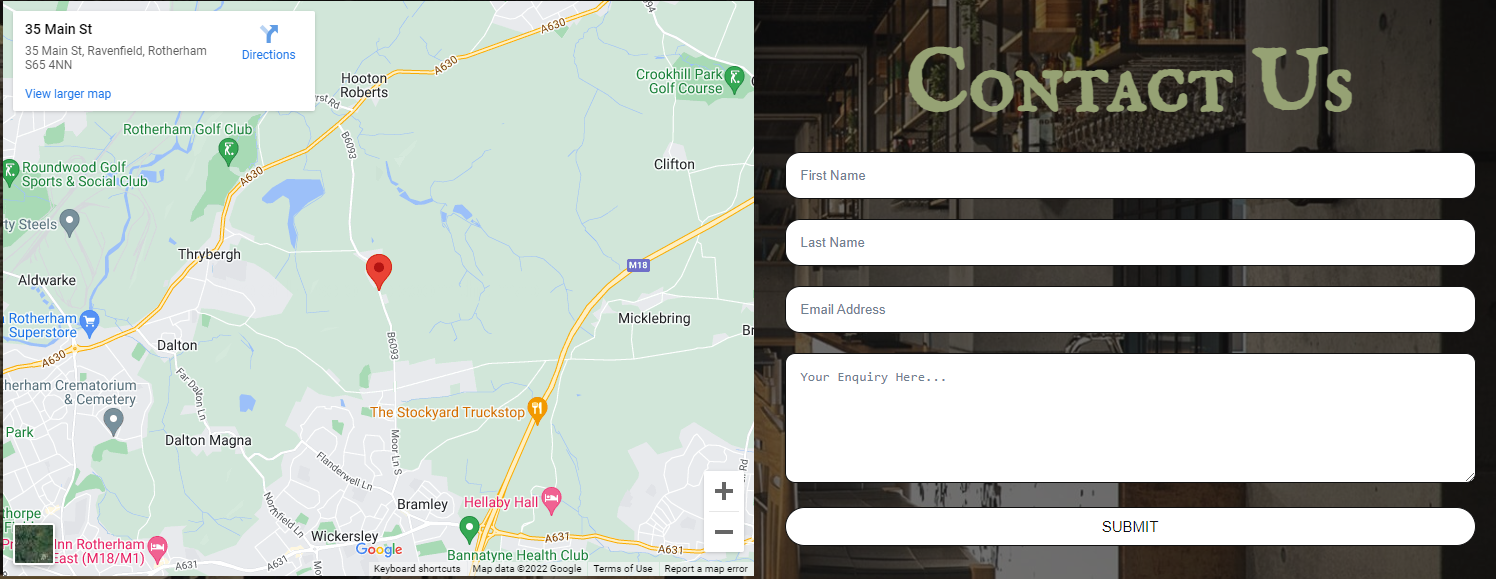 35 Main St
35 Main St, Ravenfield, Rotherham
S65 4NN
Directions
View larger map
A630
A630
Hooton
Roberts
B6093
Crookhill Park
Golf Course
Rotherham Golf Club
Roundwood Golf
Sports & Social Club
A630
Clifton
ty Steels
Thrybergh
M18
Aldwarke
Rotherham
Superstore
Micklebring
Dalton
B6093
A630
Far Dalton Ln
herham Crematorium
& Cemetery
The Stockyard Truckstop
Park
Dalton Magna
Moor Ln S
Flanderwell Ln
Rd
Bramley
Hellaby Hall
Northfield Ln
thorpe
Wickersley
A631
Inn Rotherham
East (M18/M1)
Google
Bannatyne Health Club
A631
A631
Keyboard shortcuts
Map data ©2022 Google
Terms of Use
Report a map error
Contact Us
First Name
Last Name
Email Address
Your Enquiry Here...
SUBMIT